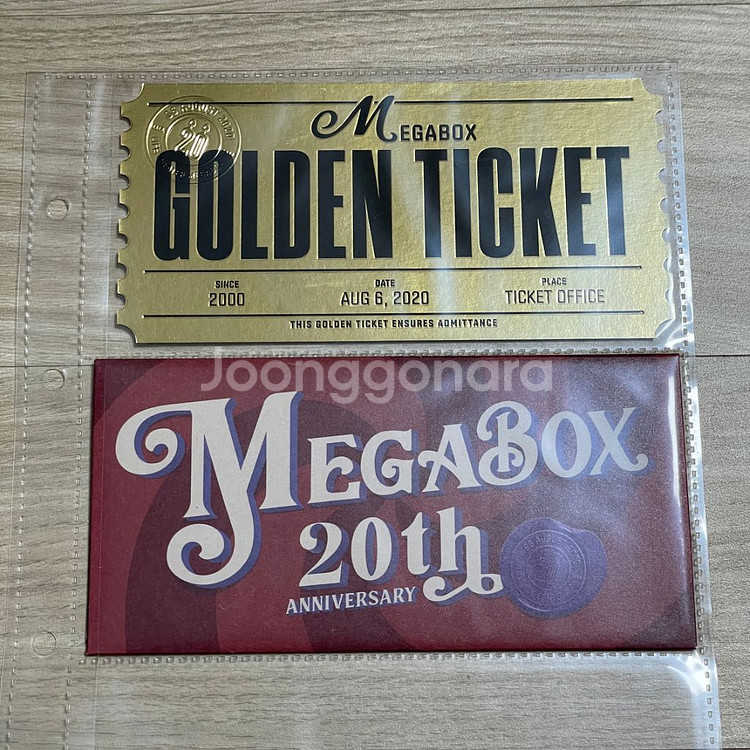 MEGABOX
GOLDEN TICKET
SINCE
2000
DATE
AUG 6, 2020
PLACE
TICKET OFFICE
THIS GOLDEN TICKET ENSURES ADMITTANCE
Joonggonara
MEGABOX
20th
ANNIVERSARY